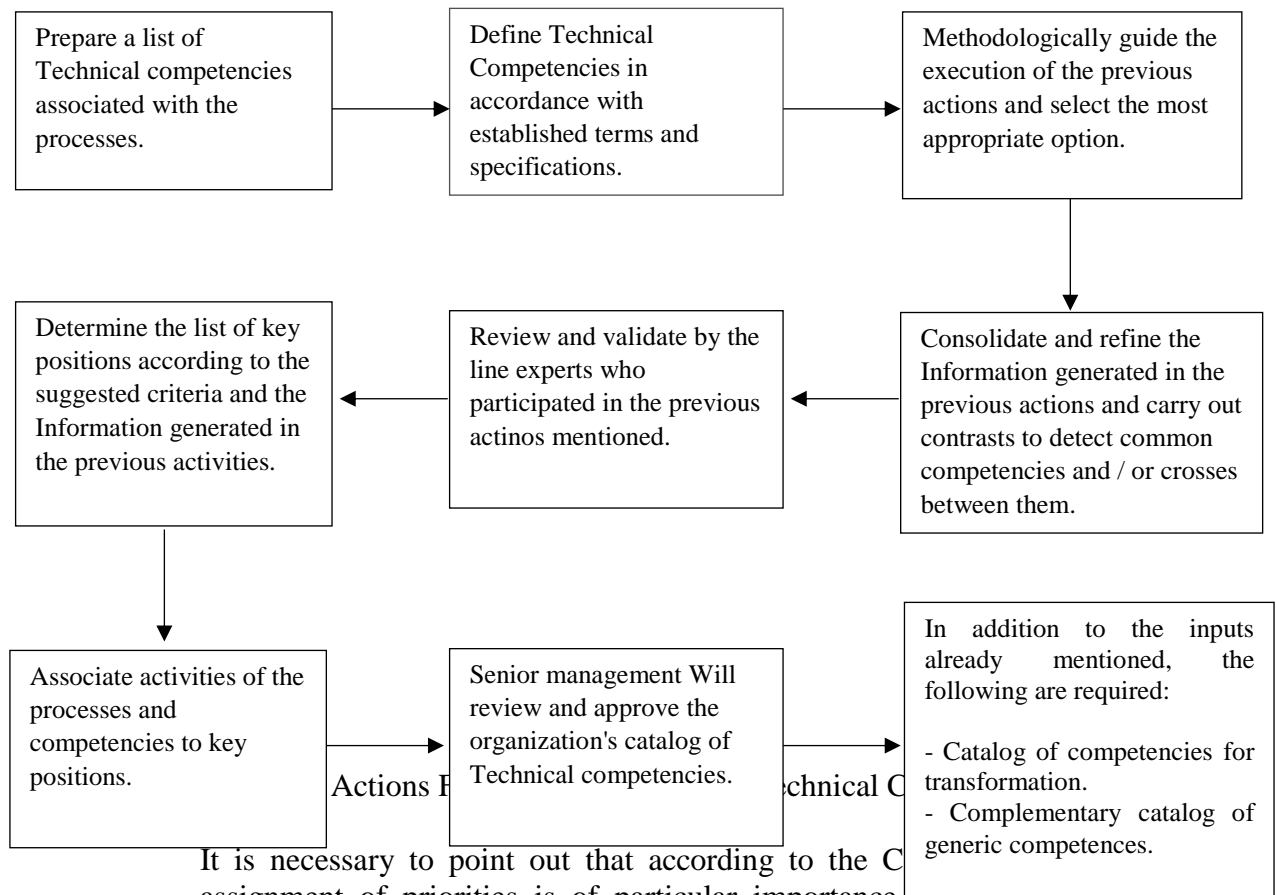 Prepare a list of
Technical competencies
associated with the
processes.
Define Technical
Competencies in
accordance with
established terms and
specifications.
Methodologically guide the
execution of the previous
actions and select the most
appropriate option.
Determine the list of key
positions according to the
suggested criteria and the
Information generated in
the previous activities.
Review and validate by the
line experts who
participated in the previous
actinos mentioned.
Consolidate and refine the
Information generated in the
previous actions and carry out
contrasts to detect common
competencies and / or crosses
between them.
Associate activities of the
processes and
competencies to key
positions.
Senior management Will
review and approve the
organization's catalog of
Technical competencies.
In addition to the inputs
already mentioned, the
following are required:
- Catalog of competencies for
transformation.
- Complementary catalog of
generic competences.
Actions
It is necessary to point out that according to the
assignment of priorities is of particular importance